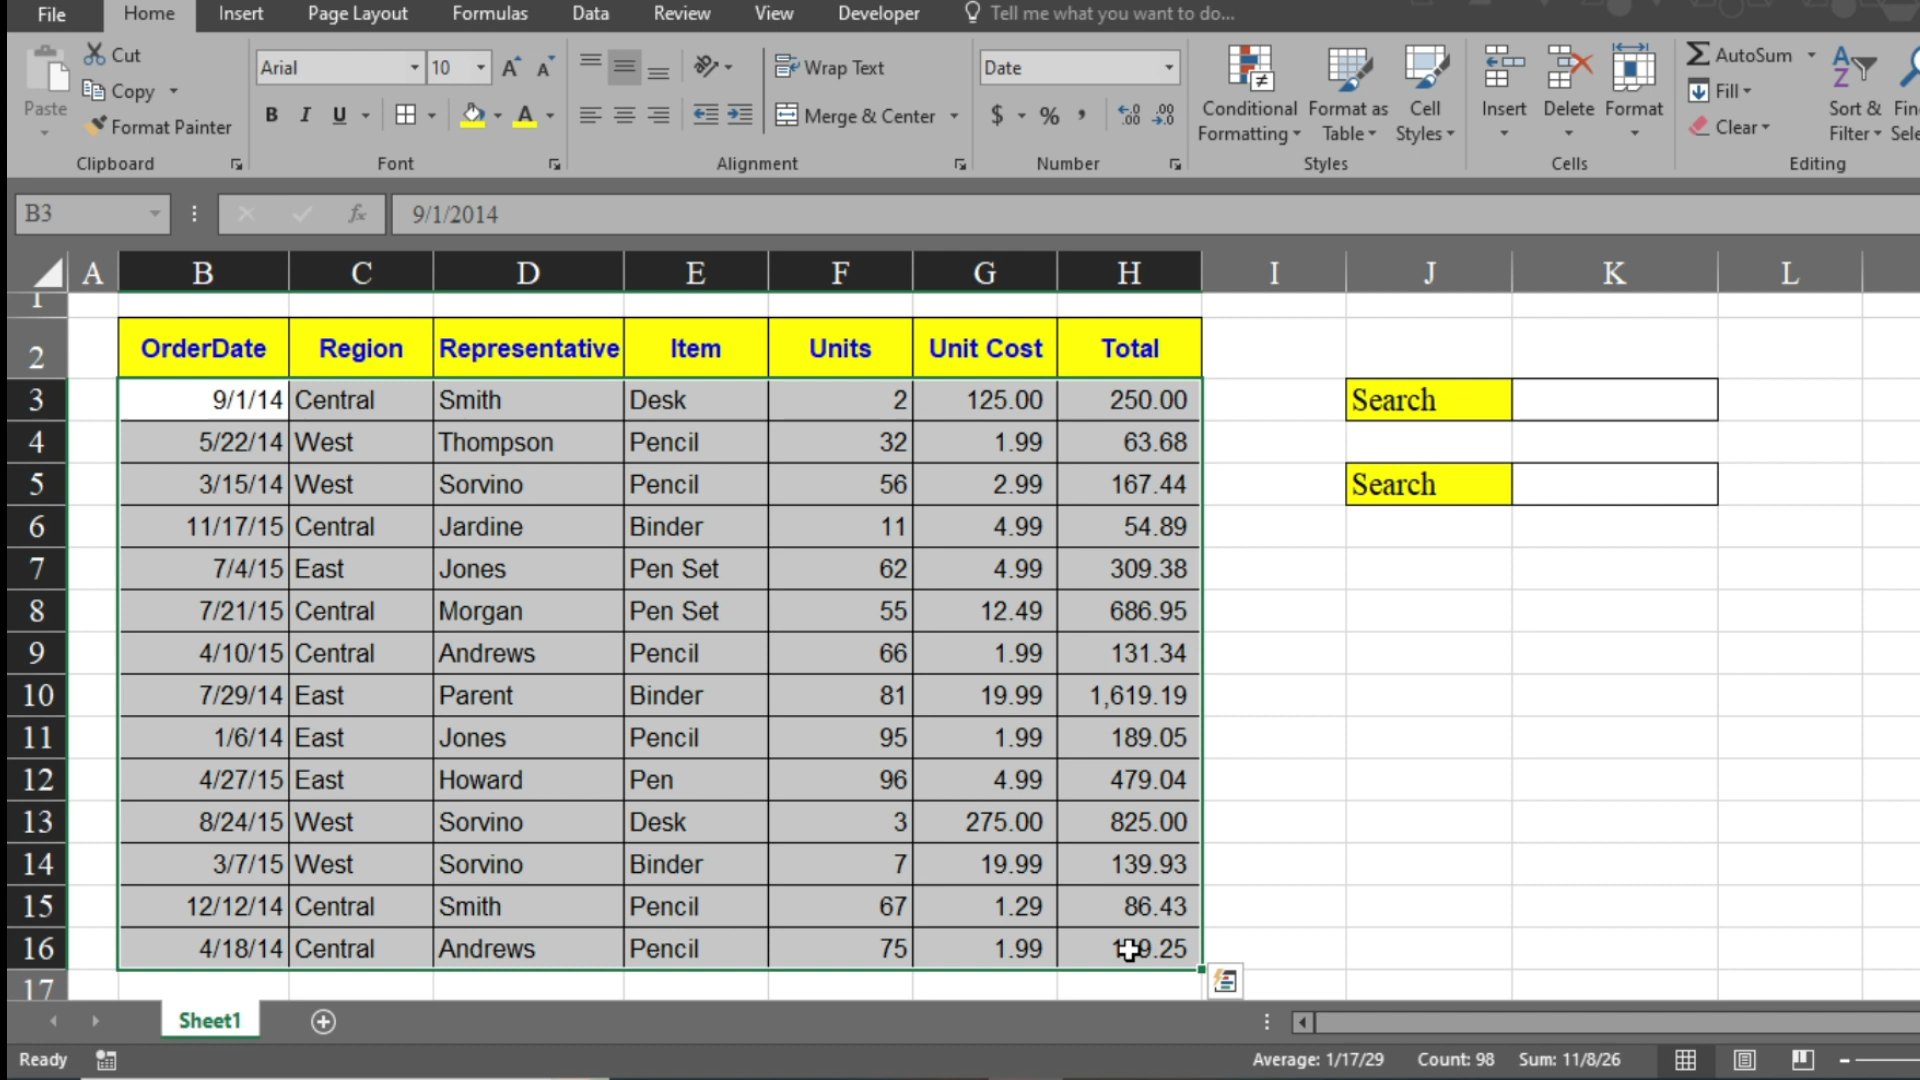 File Home Insert Page Layout Formulas Data Review View Developer Tell me what you want to do...
Paste Cut Copy Format Painter Clipboard
Arial 10 A A B I U A Font
Wrap Text Merge & Center Alignment
Date $ % , .00 .00 Number
Conditional Formatting Format as Table Cell Styles Styles
Insert Delete Format Cells
AutoSum Fill Clear Sort & Filter Editing
B3 fx 9/1/2014
A B C D E F G H I J K L
1
2 OrderDate Region Representative Item Units Unit Cost Total
3 9/1/14 Central Smith Desk 2 125.00 250.00 Search
4 5/22/14 West Thompson Pencil 32 1.99 63.68
5 3/15/14 West Sorvino Pencil 56 2.99 167.44 Search
6 11/17/15 Central Jardine Binder 11 4.99 54.89
7 7/4/15 East Jones Pen Set 62 4.99 309.38
8 7/21/15 Central Morgan Pen Set 55 12.49 686.95
9 4/10/15 Central Andrews Pencil 66 1.99 131.34
10 7/29/14 East Parent Binder 81 19.99 1,619.19
11 1/6/14 East Jones Pencil 95 1.99 189.05
12 4/27/15 East Howard Pen 96 4.99 479.04
13 8/24/15 West Sorvino Desk 3 275.00 825.00
14 3/7/15 West Sorvino Binder 7 19.99 139.93
15 12/12/14 Central Smith Pencil 67 1.29 86.43
16 4/18/14 Central Andrews Pencil 75 1.99
17
Sheet1
Ready Average: 1/17/29 Count: 98 Sum: 11/8/26